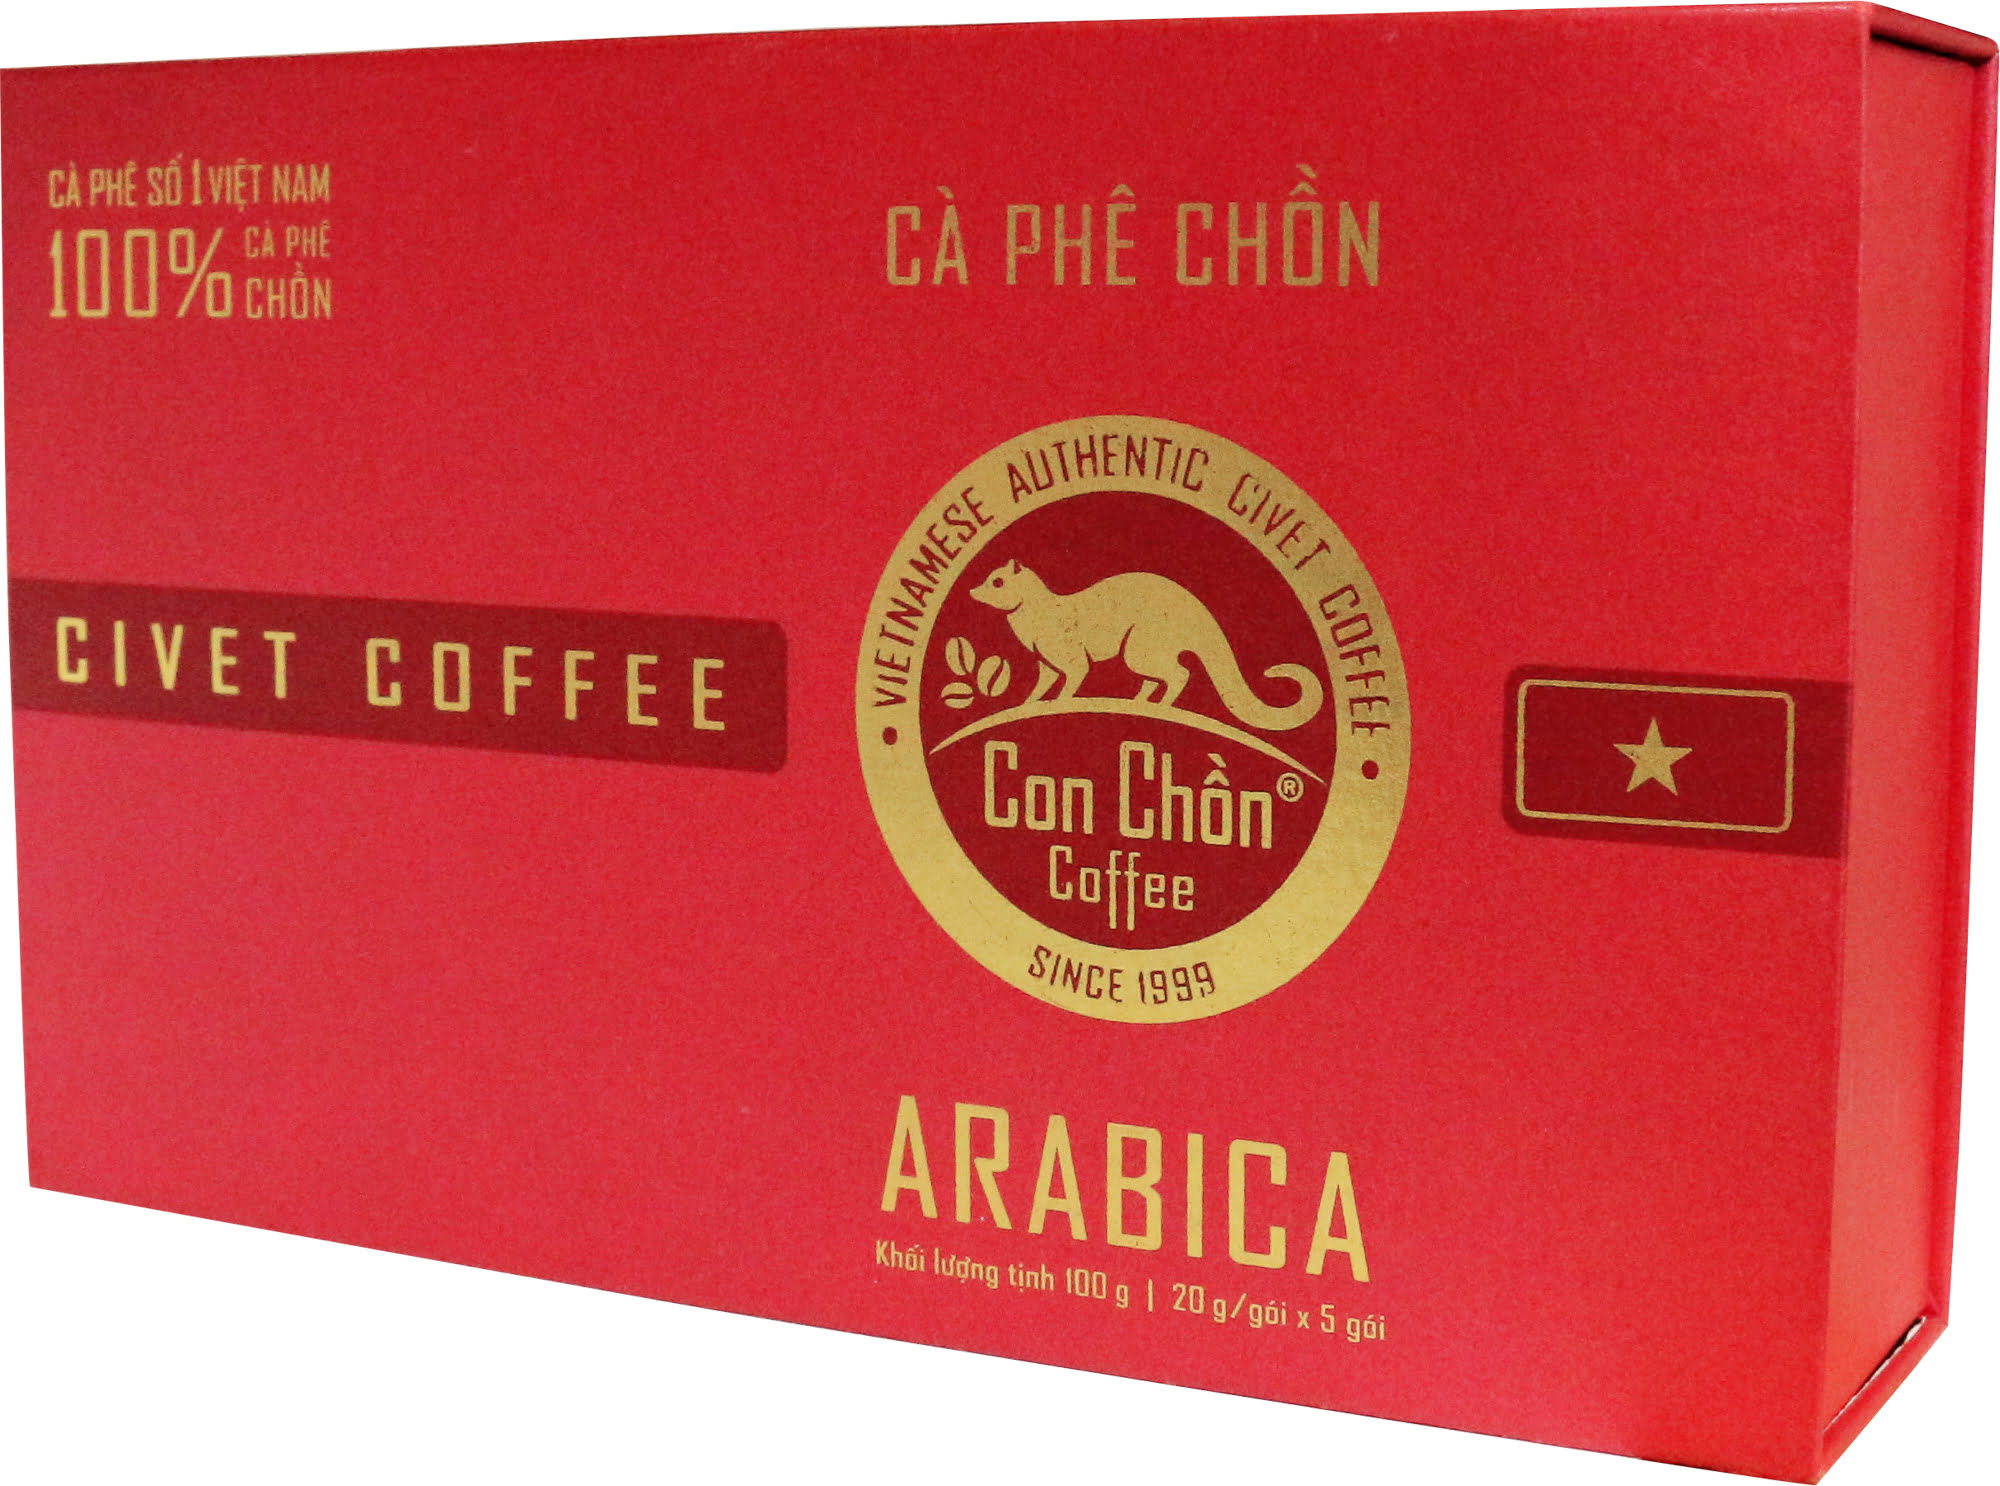 CÀ PHÊ SỐ 1 VIỆT NAM
100% CÀ PHÊ
CHỒN
CÀ PHÊ CHỒN
CIVET COFFEE
VIETNAMESE AUTHENTIC CIVET COFFEE
Con Chồn®
Coffee
SINCE 1999
ARABICA
Khối lượng tịnh 100 g | 20 g/gói x 5 gói